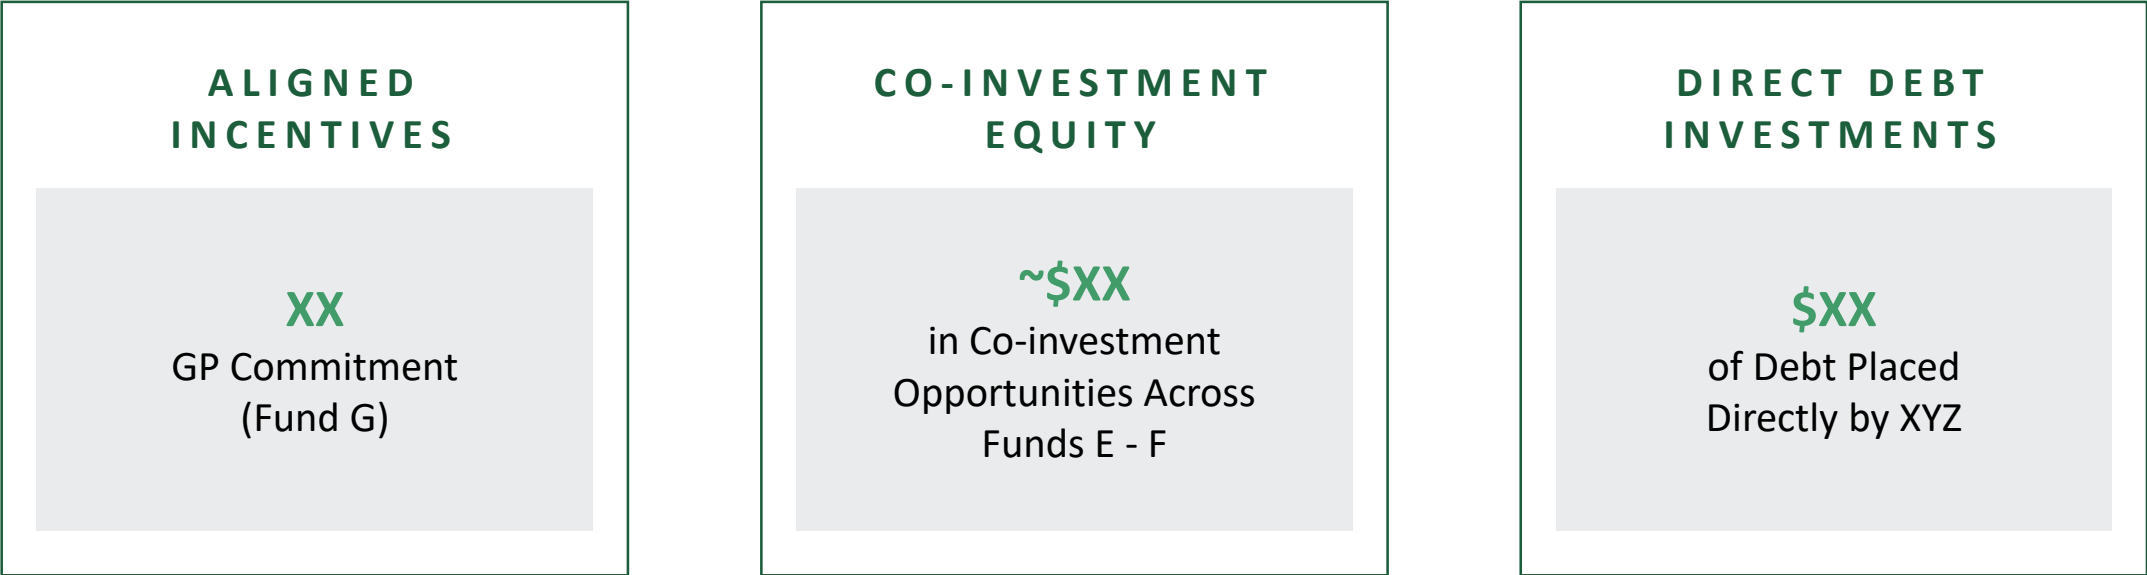 ALIGNED
INCENTIVES
XX
GP Commitment
(Fund G)
CO-INVESTMENT
EQUITY
~$XX
in Co-investment
Opportunities Across
Funds E - F
DIRECT DEBT
INVESTMENTS
$XX
of Debt Placed
Directly by XYZ